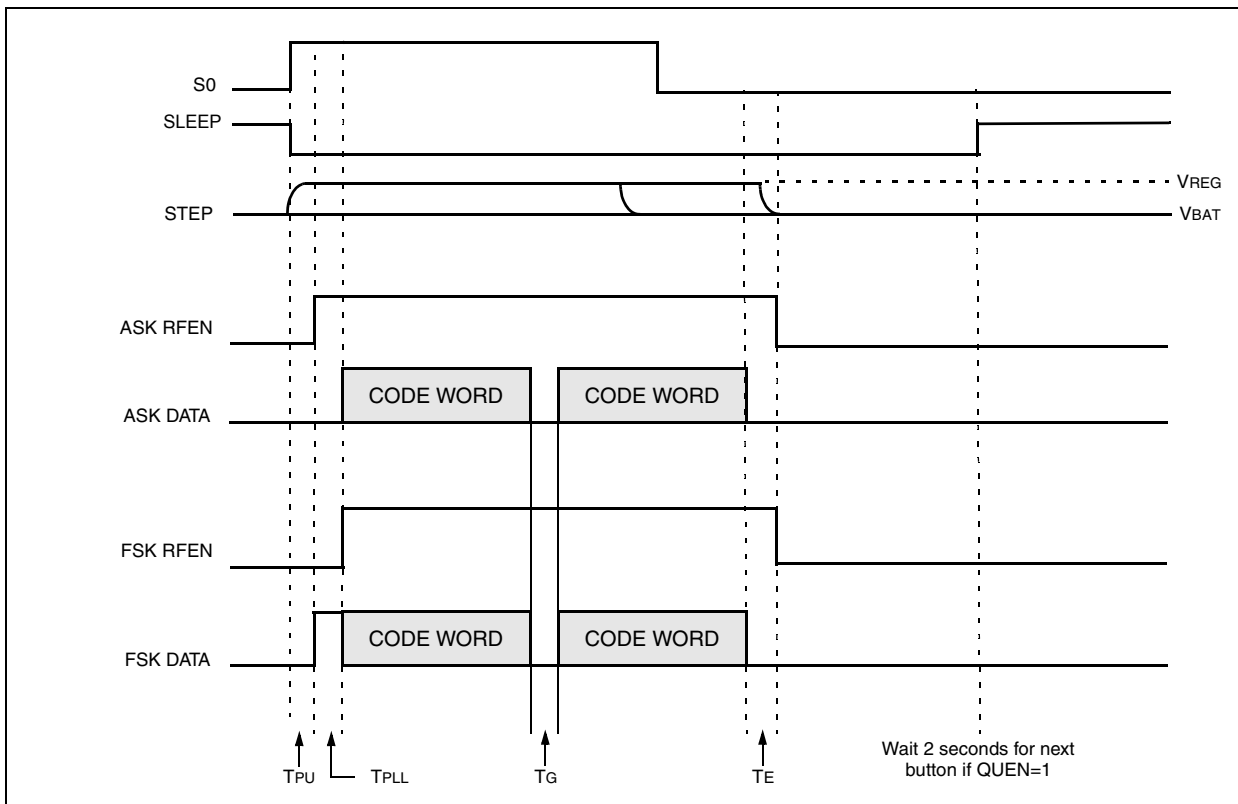 S0
SLEEP
VREG
STEP
VBAT
ASK RFEN
CODE WORD
CODE WORD
ASK DATA
FSK RFEN
CODE WORD
CODE WORD
FSK DATA
TPU
TPLL
TG
TE
Wait 2 seconds for next
button if QUEN=1